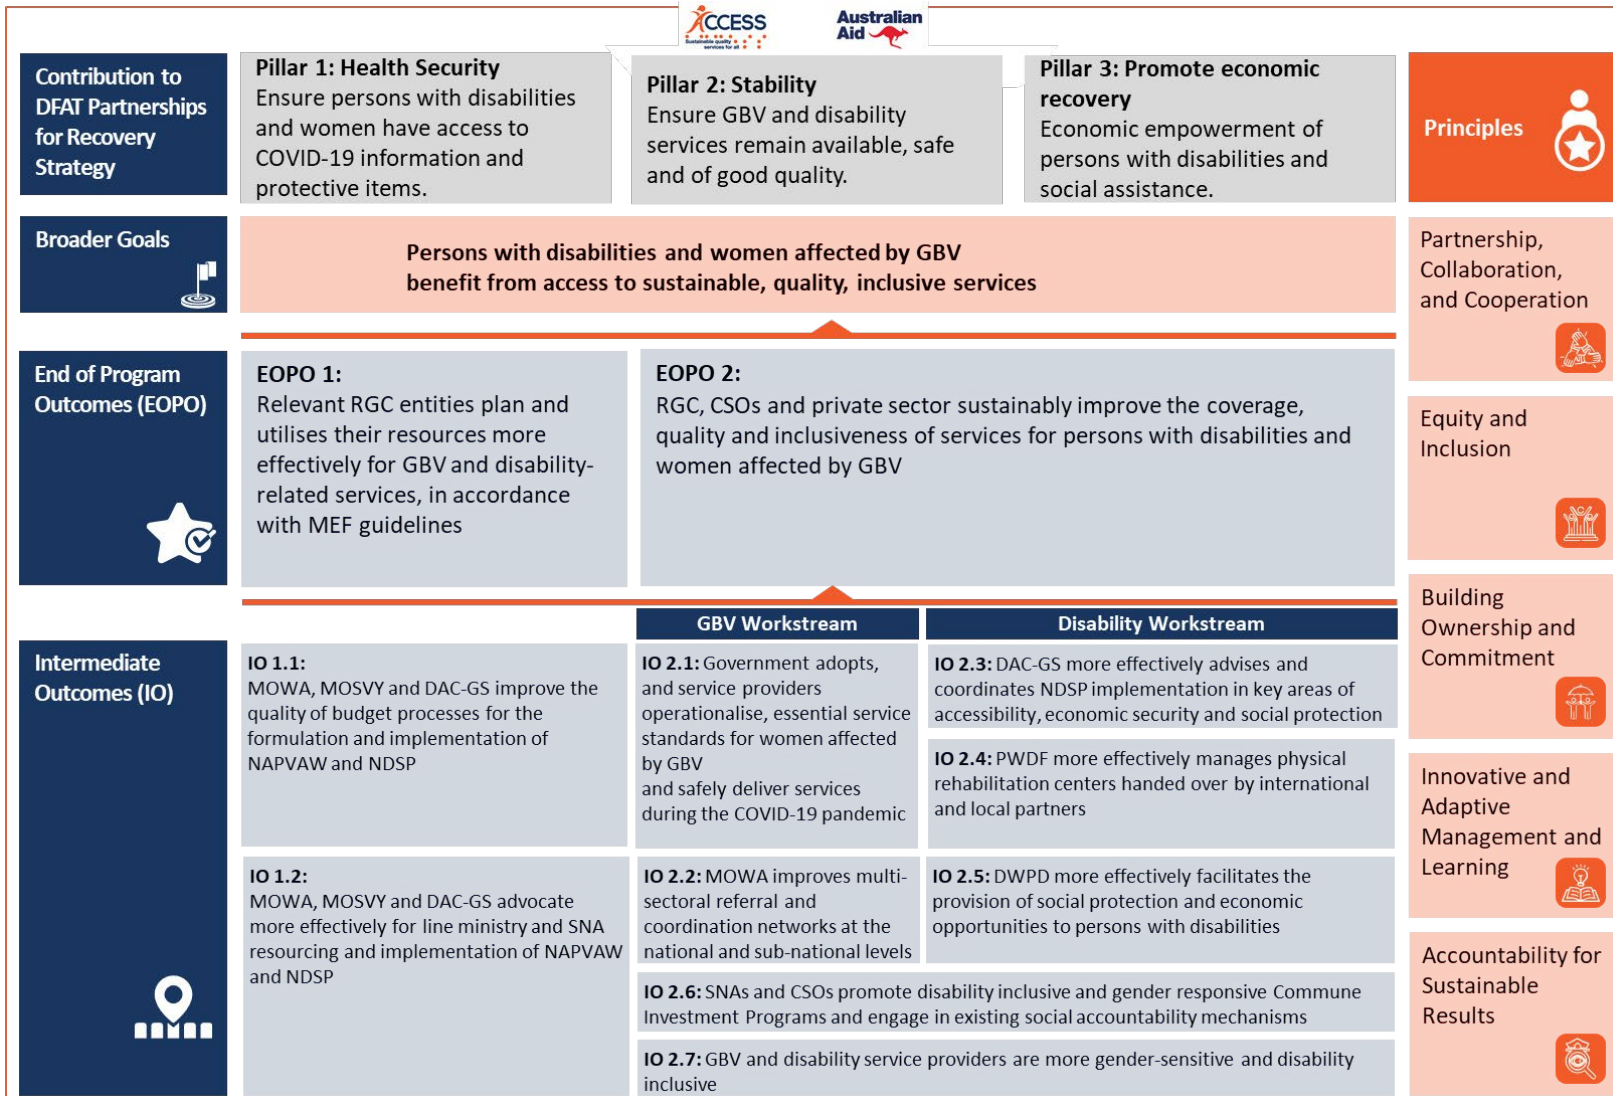 ACCESS
Sustainable quality
services for all
Australian
Aid
Contribution to
DFAT Partnerships
for Recovery
Strategy
Pillar 1: Health Security
Ensure persons with disabilities
and women have access to
COVID-19 information and
protective items.
Pillar 2: Stability
Ensure GBV and disability
services remain available, safe
and of good quality.
Pillar 3: Promote economic
recovery
Economic empowerment of
persons with disabilities and
social assistance.
Principles
Broader Goals
Persons with disabilities and women affected by GBV
benefit from access to sustainable, quality, inclusive services
Partnership,
Collaboration,
and Cooperation
End of Program
Outcomes (EOPO)
EOPO 1:
Relevant RGC entities plan and
utilises their resources more
effectively for GBV and disability-
related services, in accordance
with MEF guidelines
EOPO 2:
RGC, CSOs and private sector sustainably improve the coverage,
quality and inclusiveness of services for persons with disabilities and
women affected by GBV
Equity and
Inclusion
Building
Ownership and
Commitment
GBV Workstream
Disability Workstream
Intermediate
Outcomes (IO)
IO 1.1:
MOWA, MOSVY and DAC-GS improve the
quality of budget processes for the
formulation and implementation of
NAPVAW and NDSP
IO 2.1: Government adopts,
and service providers
operationalise, essential service
standards for women affected
by GBV
and safely deliver services
during the COVID-19 pandemic
IO 2.3: DAC-GS more effectively advises and
coordinates NDSP implementation in key areas of
accessibility, economic security and social protection
IO 2.4: PWDF more effectively manages physical
rehabilitation centers handed over by international
and local partners
Innovative and
Adaptive
Management and
Learning
IO 1.2:
MOWA, MOSVY and DAC-GS advocate
more effectively for line ministry and SNA
resourcing and implementation of NAPVAW
and NDSP
IO 2.2: MOWA improves multi-
sectoral referral and
coordination networks at the
national and sub-national levels
IO 2.5: DWPD more effectively facilitates the
provision of social protection and economic
opportunities to persons with disabilities
IO 2.6: SNAs and CSOs promote disability inclusive and gender responsive Commune
Investment Programs and engage in existing social accountability mechanisms
IO 2.7: GBV and disability service providers are more gender-sensitive and disability
inclusive
Accountability for
Sustainable
Results